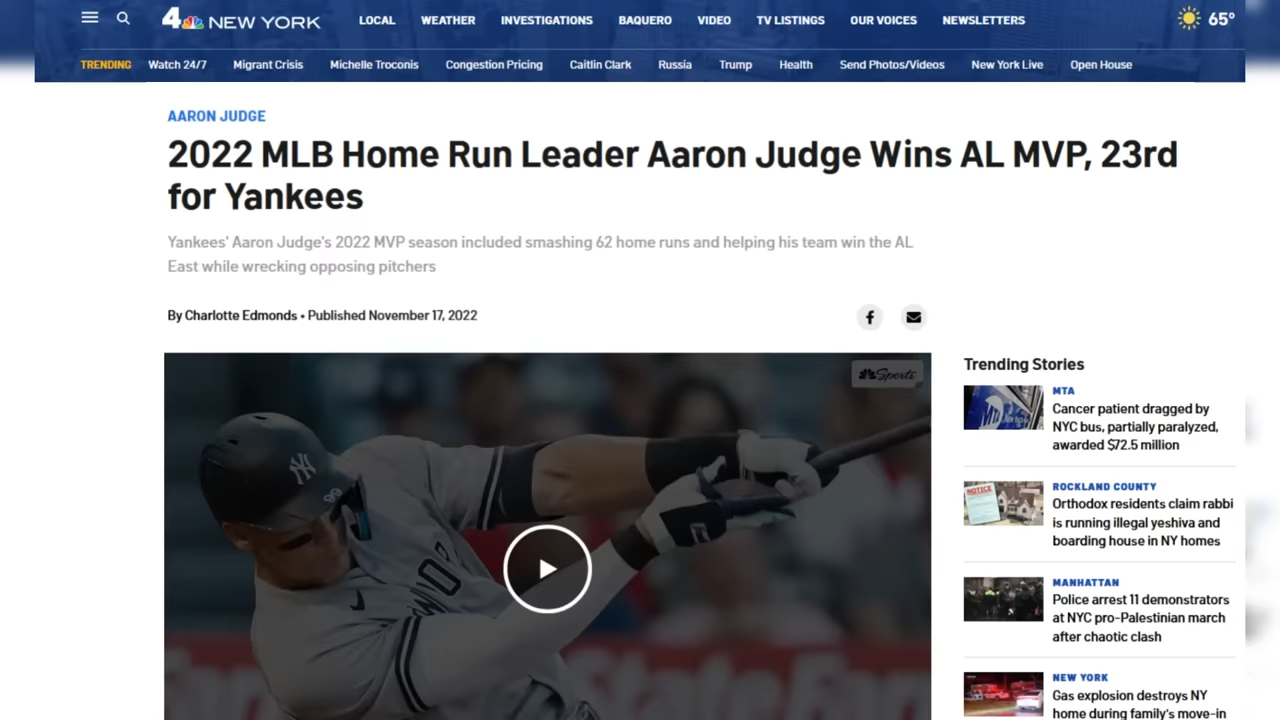 4 NEW YORK
LOCAL WEATHER INVESTIGATIONS BAQUERO VIDEO TV LISTINGS OUR VOICES NEWSLETTERS
65°
TRENDING Watch 24/7 Migrant Crisis Michelle Troconis Congestion Pricing Caitlin Clark Russia Trump Health Send Photos/Videos New York Live Open House
AARON JUDGE
2022 MLB Home Run Leader Aaron Judge Wins AL MVP, 23rd
for Yankees
Yankees' Aaron Judge's 2022 MVP season included smashing 62 home runs and helping his team win the AL
East while wrecking opposing pitchers
By Charlotte Edmonds • Published November 17, 2022
Sports
NY
99
State Farm
Trending Stories
MTA
Cancer patient dragged by
NYC bus, partially paralyzed,
awarded $72.5 million
ROCKLAND COUNTY
NOTICE
Orthodox residents claim rabbi
is running illegal yeshiva and
boarding house in NY homes
MANHATTAN
Police arrest 11 demonstrators
at NYC pro-Palestinian march
after chaotic clash
NEW YORK
Gas explosion destroys NY
home during family's move-in